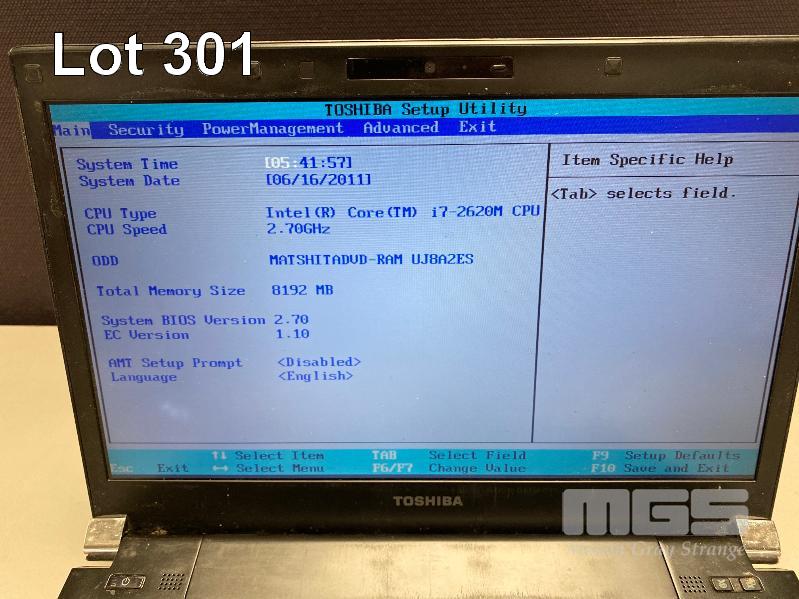 Lot 301
TOSHIBA Setup Utility
Main Security PowerManagement Advanced Exit
System Time [05:41:57]
System Date [06/16/2011]
CPU Type Intel(R) Core(TM) i7-2620M CPU
CPU Speed 2.70GHz
ODD MATSHITADVD-RAM UJ8A2ES
Total Memory Size 8192 MB
System BIOS Version 2.70
EC Version 1.10
AMT Setup Prompt <Disabled>
Language <English>
Item Specific Help
<Tab> selects field.
↑↓ Select Item TAB Select Field F9 Setup Defaults
Esc Exit ↔ Select Menu F6/F7 Change Value F10 Save and Exit
TOSHIBA
MGS
Mason Gray Strange